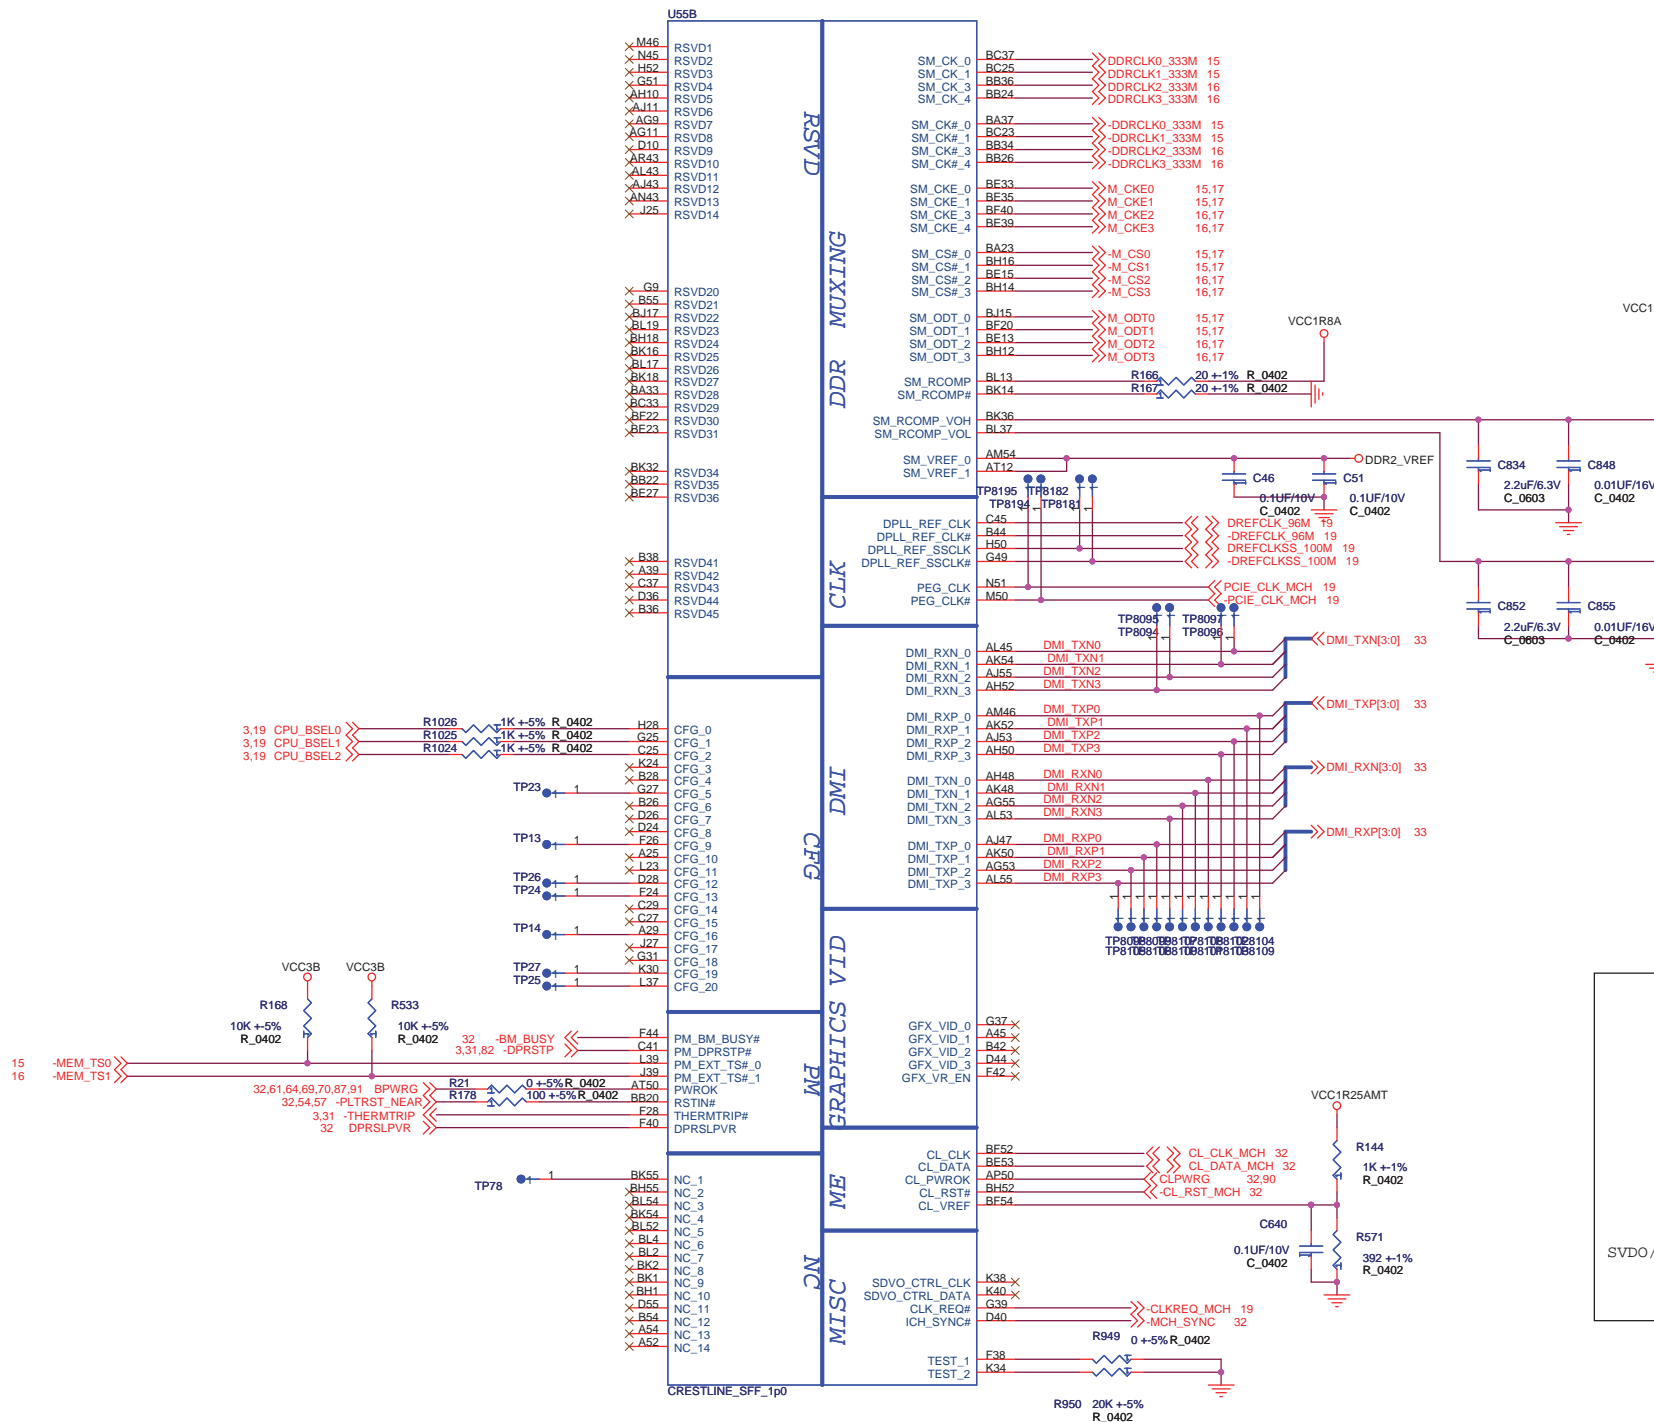 U55B
M46 RSVD1
N45 RSVD2
H52 RSVD3
G51 RSVD4
AH10 RSVD5
AJ11 RSVD6
AG9 RSVD7
AG11 RSVD8
D10 RSVD9
AR43 RSVD10
AL43 RSVD11
AJ43 RSVD12
AN43 RSVD13
J25 RSVD14
G9 RSVD20
B55 RSVD21
BJ17 RSVD22
BL19 RSVD23
BH18 RSVD24
BK16 RSVD25
BL17 RSVD26
BK18 RSVD27
BA33 RSVD28
BC33 RSVD29
BF22 RSVD30
BE23 RSVD31
BK32 RSVD34
BB22 RSVD35
BE27 RSVD36
B38 RSVD41
A39 RSVD42
C37 RSVD43
D36 RSVD44
B36 RSVD45
RSVD
3,19 CPU_BSEL0 R1026 1K +-5% R_0402 H28 CFG_0
3,19 CPU_BSEL1 R1025 1K +-5% R_0402 G25 CFG_1
3,19 CPU_BSEL2 R1024 1K +-5% R_0402 C25 CFG_2
K24 CFG_3
B28 CFG_4
TP23 1 1 G27 CFG_5
B26 CFG_6
D26 CFG_7
D24 CFG_8
TP13 1 1 F26 CFG_9
A25 CFG_10
L23 CFG_11
TP26 1 1 D28 CFG_12
TP24 1 1 F24 CFG_13
C29 CFG_14
C27 CFG_15
TP14 1 1 A29 CFG_16
J27 CFG_17
G31 CFG_18
TP27 1 1 K30 CFG_19
TP25 1 1 L37 CFG_20
CFG
VCC3B VCC3B
R168 R533
10K +-5% 10K +-5%
R_0402 R_0402
32 -BM_BUSY F44 PM_BM_BUSY#
3,31,82 -DPRSTP C41 PM_DPRSTP#
15 -MEM_TS0 L39 PM_EXT_TS#_0
16 -MEM_TS1 J39 PM_EXT_TS#_1
32,61,64,69,70,87,91 BPWRG R21 0 +-5% R_0402 AT50 PWROK
32,54,57 -PLTRST_NEAR R178 100 +-5% R_0402 BB20 RSTIN#
3,31 -THERMTRIP F28 THERMTRIP#
32 DPRSLPVR F40 DPRSLPVR
PM
TP78 1 1 BK55 NC_1
BH55 NC_2
BL54 NC_3
BK54 NC_4
BL52 NC_5
BL4 NC_6
BL2 NC_7
BK2 NC_8
BK1 NC_9
BH1 NC_10
D55 NC_11
B54 NC_12
A54 NC_13
A52 NC_14
NC
CRESTLINE_SFF_1p0
SM_CK_0 BC37 DDRCLK0_333M 15
SM_CK_1 BC25 DDRCLK1_333M 15
SM_CK_3 BB36 DDRCLK2_333M 16
SM_CK_4 BB24 DDRCLK3_333M 16
SM_CK#_0 BA37 -DDRCLK0_333M 15
SM_CK#_1 BC23 -DDRCLK1_333M 15
SM_CK#_3 BB34 -DDRCLK2_333M 16
SM_CK#_4 BB26 -DDRCLK3_333M 16
SM_CKE_0 BE33 M_CKE0 15,17
SM_CKE_1 BE35 M_CKE1 15,17
SM_CKE_3 BF40 M_CKE2 16,17
SM_CKE_4 BE39 M_CKE3 16,17
SM_CS#_0 BA23 -M_CS0 15,17
SM_CS#_1 BH16 -M_CS1 15,17
SM_CS#_2 BE15 -M_CS2 16,17
SM_CS#_3 BH14 -M_CS3 16,17
SM_ODT_0 BJ15 M_ODT0 15,17
SM_ODT_1 BF20 M_ODT1 15,17
SM_ODT_2 BE13 M_ODT2 16,17
SM_ODT_3 BH12 M_ODT3 16,17
DDR MUXING
VCC1R8A
VCC1
SM_RCOMP BL13 R166 1 20 +-1% R_0402
SM_RCOMP# BK14 R167 1 20 +-1% R_0402
SM_RCOMP_VOH BK36
SM_RCOMP_VOL BL37
SM_VREF_0 AM54 DDR2_VREF
SM_VREF_1 AT12
C46 C51 C834 C848
0.1UF/10V 0.1UF/10V 2.2uF/6.3V 0.01UF/16V
C_0402 C_0402 C_0603 C_0402
TP8195 TP8182
TP8194 TP8181
DPLL_REF_CLK C45 DREFCLK_96M 19
DPLL_REF_CLK# B44 -DREFCLK_96M 19
DPLL_REF_SSCLK H50 DREFCLKSS_100M 19
DPLL_REF_SSCLK# G49 -DREFCLKSS_100M 19
PEG_CLK N51 PCIE_CLK_MCH 19
PEG_CLK# M50 -PCIE_CLK_MCH 19
CLK
C852 C855
2.2uF/6.3V 0.01UF/16V
C_0603 C_0402
TP8095 TP8097
TP8094 TP8096
DMI_RXN_0 AL45 DMI_TXN0 DMI_TXN[3:0] 33
DMI_RXN_1 AK54 DMI_TXN1
DMI_RXN_2 AJ55 DMI_TXN2
DMI_RXN_3 AH52 DMI_TXN3
DMI_RXP_0 AM46 DMI_TXP0 DMI_TXP[3:0] 33
DMI_RXP_1 AK52 DMI_TXP1
DMI_RXP_2 AJ53 DMI_TXP2
DMI_RXP_3 AH50 DMI_TXP3
DMI_TXN_0 AH48 DMI_RXN0 DMI_RXN[3:0] 33
DMI_TXN_1 AK48 DMI_RXN1
DMI_TXN_2 AG55 DMI_RXN2
DMI_TXN_3 AL53 DMI_RXN3
DMI_TXP_0 AJ47 DMI_RXP0 DMI_RXP[3:0] 33
DMI_TXP_1 AK50 DMI_RXP1
DMI_TXP_2 AG53 DMI_RXP2
DMI_TXP_3 AL55 DMI_RXP3
DMI
GFX_VID_0 G37
GFX_VID_1 A45
GFX_VID_2 B42
GFX_VID_3 D44
GFX_VR_EN F42
GRAPHICS VID
VCC1R25AMT
CL_CLK BF52 CL_CLK_MCH 32
CL_DATA BE53 CL_DATA_MCH 32
CL_PWROK AP50 CLPWRG 32,90
CL_RST# BH52 -CL_RST_MCH 32
CL_VREF BF54
ME
R144
1K +-1%
R_0402
C640
0.1UF/10V
C_0402
R571
392 +-1%
R_0402
SDVO_CTRL_CLK K38
SDVO_CTRL_DATA K40
CLK_REQ# G39 -CLKREQ_MCH 19
ICH_SYNC# D40 -MCH_SYNC 32
MISC
TEST_1 F38 R949 0 +-5% R_0402
TEST_2 K34
R950 20K +-5%
R_0402
SVDO/